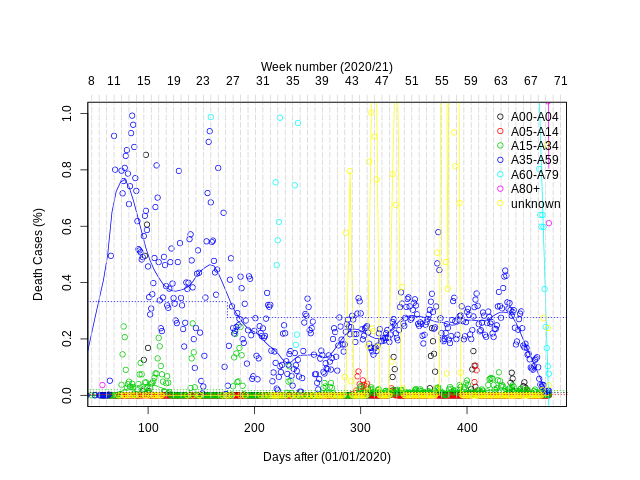 Week number (2020/21)
8 11 15 19 23 27 31 35 39 43 47 51 55 59 63 67 71
1.0
0.8
0.6
0.4
0.2
0.0
Death Cases (%)
A00-A04
A05-A14
A15-A34
A35-A59
A60-A79
A80+
unknown
100 200 300 400
Days after (01/01/2020)